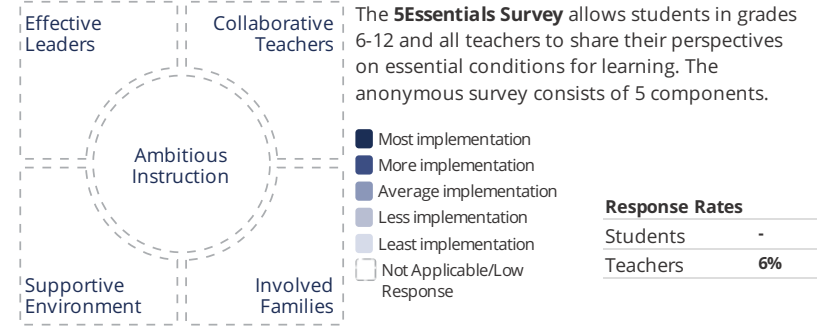 Effective
Leaders
Collaborative
Teachers
Ambitious
Instruction
Supportive
Environment
Involved
Families
The 5Essentials Survey allows students in grades
6-12 and all teachers to share their perspectives
on essential conditions for learning. The
anonymous survey consists of 5 components.
Most implementation
More implementation
Average implementation
Less implementation
Least implementation
Not Applicable/Low
Response
Response Rates
Students -
Teachers 6%